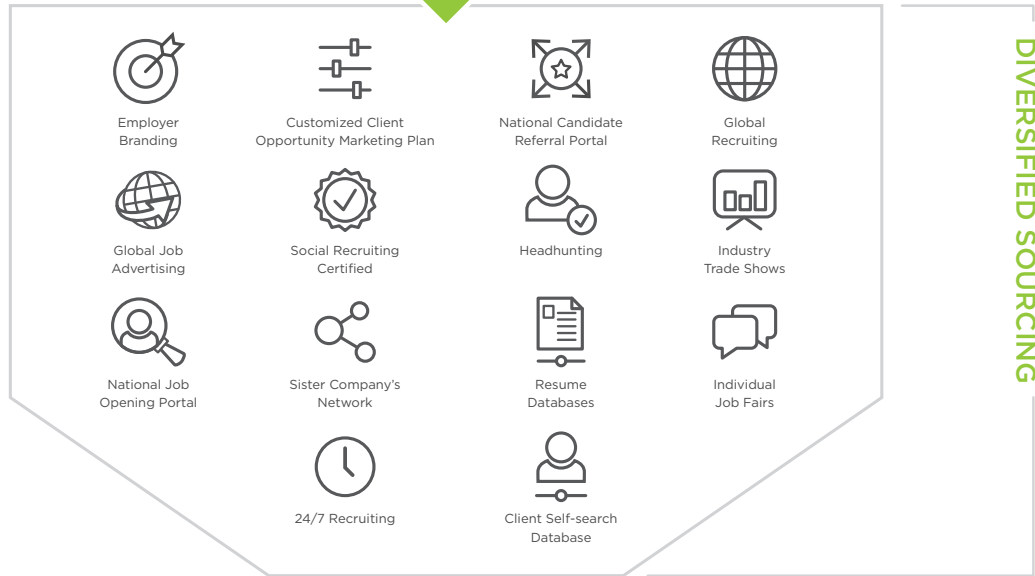 Employer
Branding
Customized Client
Opportunity Marketing Plan
National Candidate
Referral Portal
Global
Recruiting
Global Job
Advertising
Social Recruiting
Certified
Headhunting
Industry
Trade Shows
National Job
Opening Portal
Sister Company's
Network
Resume
Databases
Individual
Job Fairs
24/7 Recruiting
Client Self-search
Database
DIVERSIFIED SOURCING